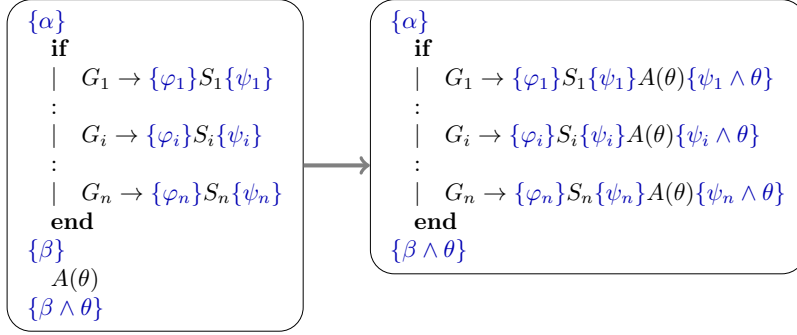 {α}
if
| G₁ → {φ₁}S₁{ψ₁}
:
| Gᵢ → {φᵢ}Sᵢ{ψᵢ}
:
| Gₙ → {φₙ}Sₙ{ψₙ}
end
{β}
A(θ)
{β ∧ θ}
{α}
if
| G₁ → {φ₁}S₁{ψ₁}A(θ){ψ₁ ∧ θ}
:
| Gᵢ → {φᵢ}Sᵢ{ψᵢ}A(θ){ψᵢ ∧ θ}
:
| Gₙ → {φₙ}Sₙ{ψₙ}A(θ){ψₙ ∧ θ}
end
{β ∧ θ}